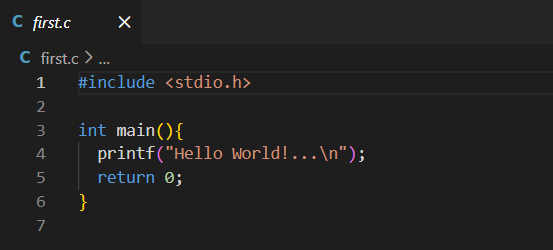 C first.c ×
C first.c > ...
1 #include <stdio.h>
2
3 int main(){
4   printf("Hello World!...\n");
5   return 0;
6 }
7